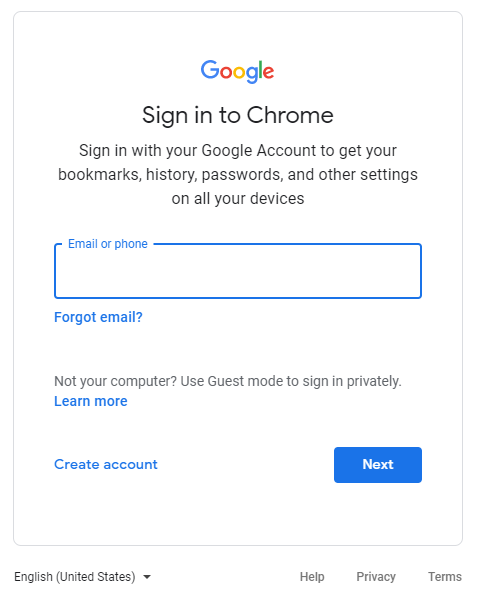 Google
Sign in to Chrome
Sign in with your Google Account to get your
bookmarks, history, passwords, and other settings
on all your devices
Email or phone
Forgot email?
Not your computer? Use Guest mode to sign in privately.
Learn more
Create account
Next
English (United States)
Help
Privacy
Terms